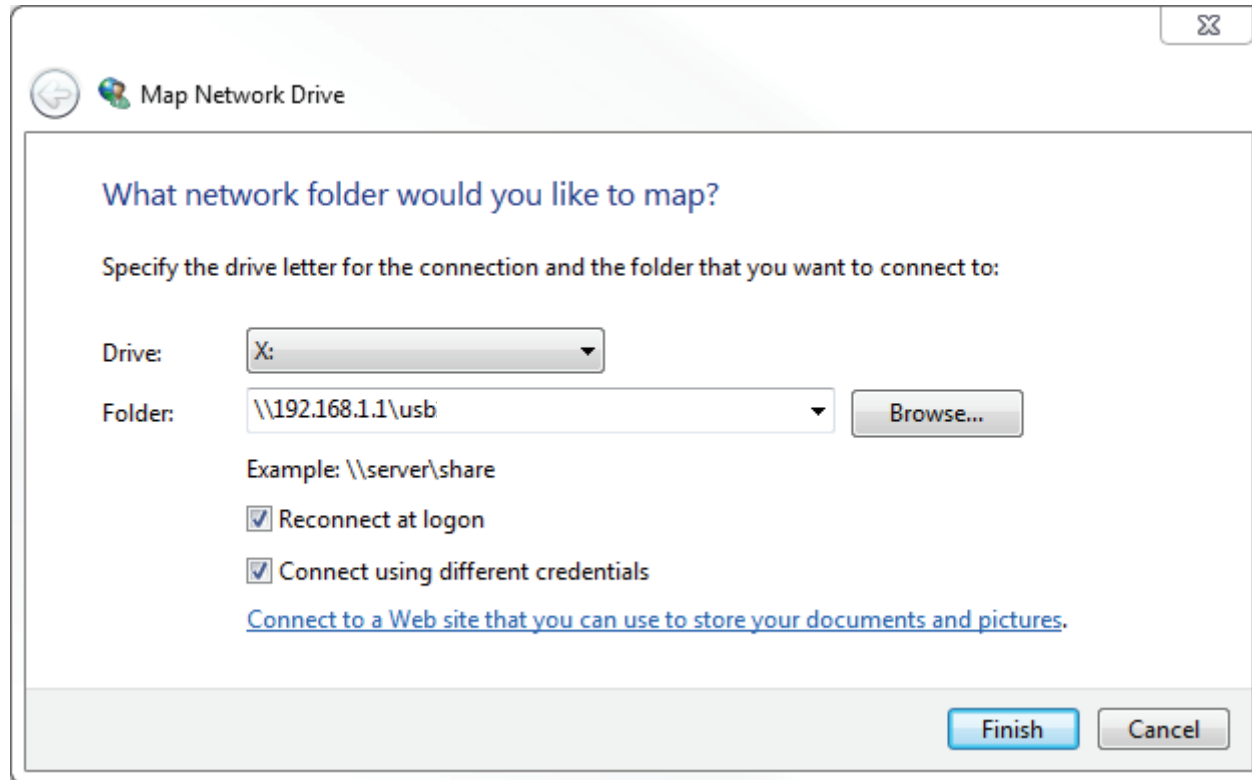 Map Network Drive
What network folder would you like to map?
Specify the drive letter for the connection and the folder that you want to connect to:
Drive: X:
Folder: \\192.168.1.1\usb Browse...
Example: \\server\share
Reconnect at logon
Connect using different credentials
Connect to a Web site that you can use to store your documents and pictures.
Finish Cancel